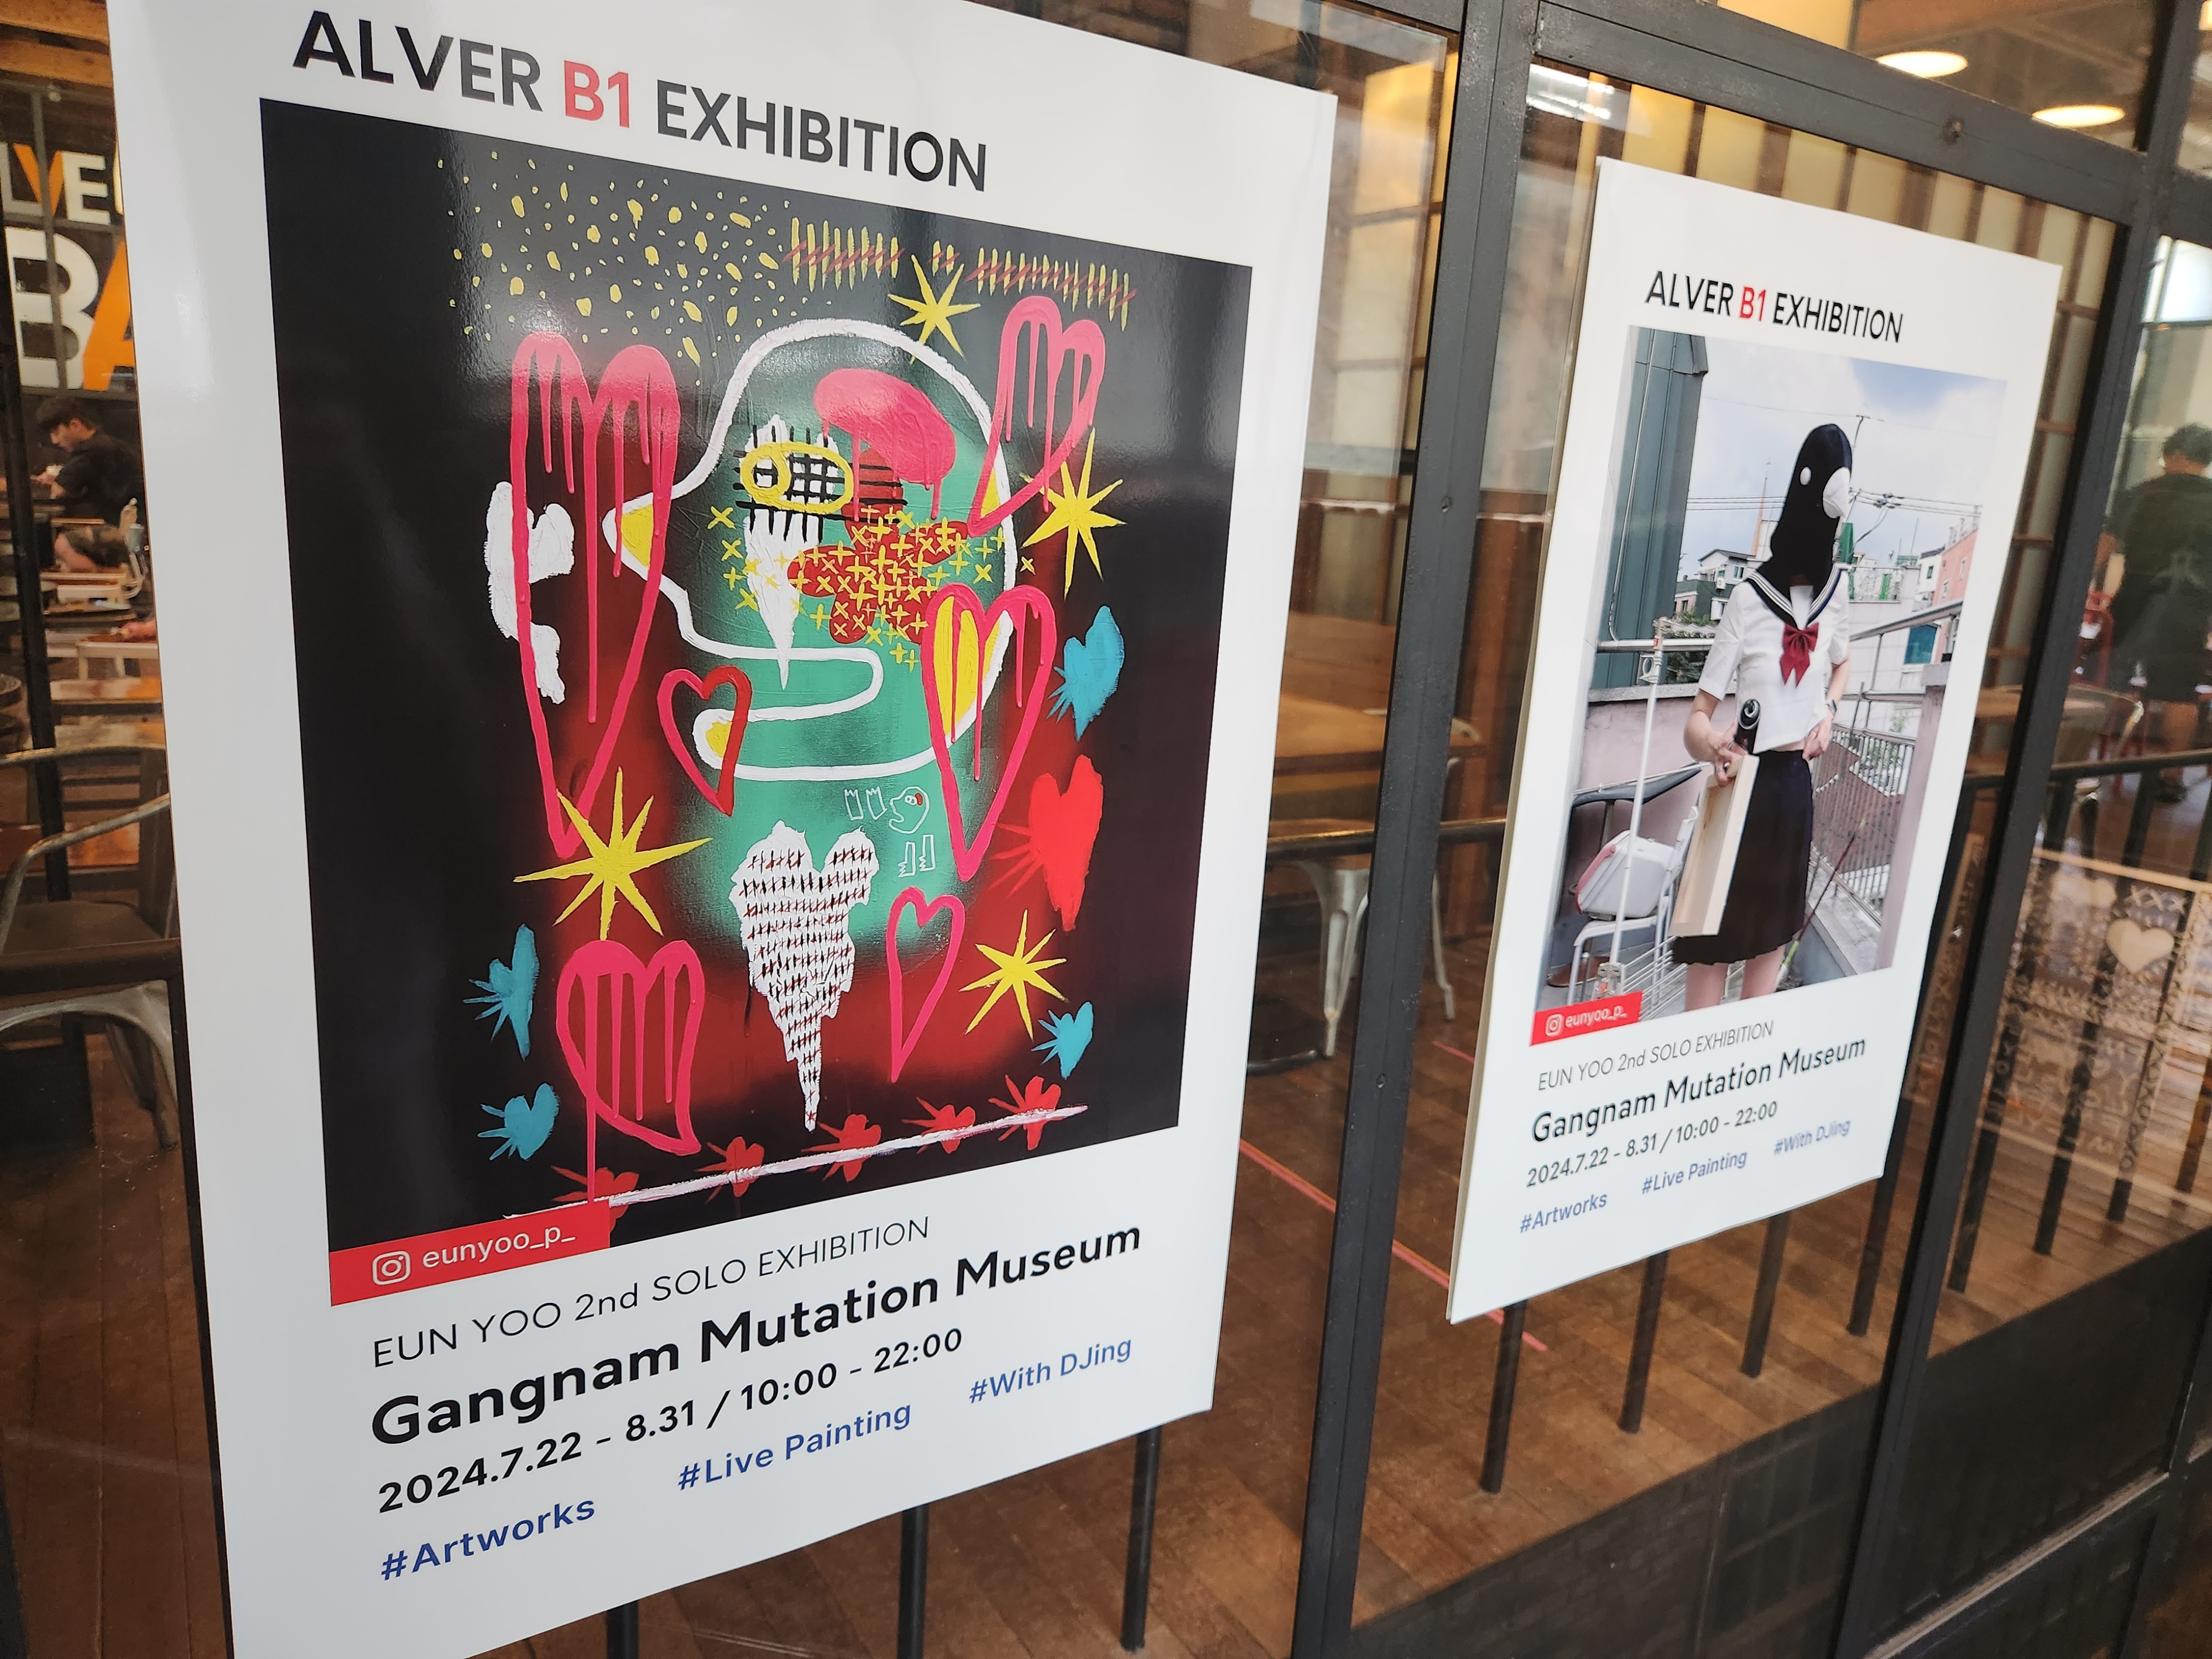 ALVER B1 EXHIBITION
eunyoo_p_
EUN YOO 2nd SOLO EXHIBITION
Gangnam Mutation Museum
2024.7.22 - 8.31 / 10:00 - 22:00
#Artworks #Live Painting #With DJing
ALVER B1 EXHIBITION
eunyoo_p_
EUN YOO 2nd SOLO EXHIBITION
Gangnam Mutation Museum
2024.7.22 - 8.31 / 10:00 - 22:00
#Artworks #Live Painting #With DJing